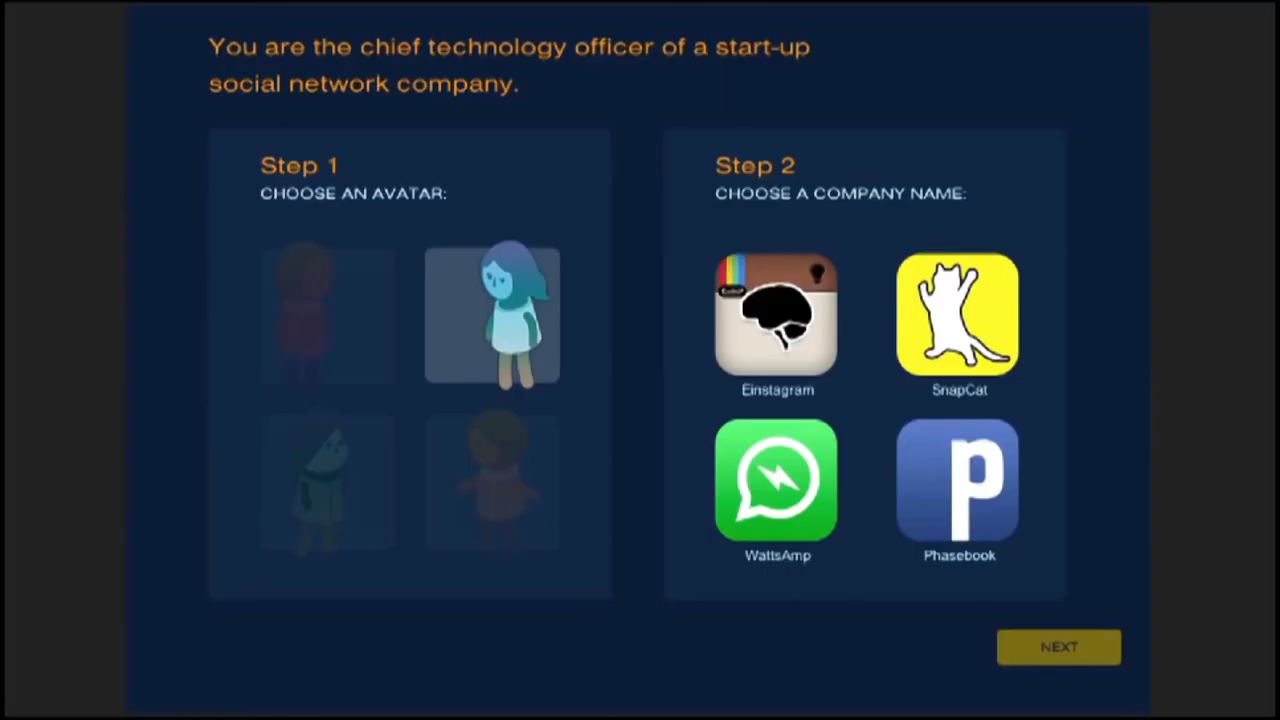 You are the chief technology officer of a start-up
social network company.
Step 1
CHOOSE AN AVATAR:
Step 2
CHOOSE A COMPANY NAME:
Einstagram
SnapCat
WattsAmp
Phasebook
p
NEXT